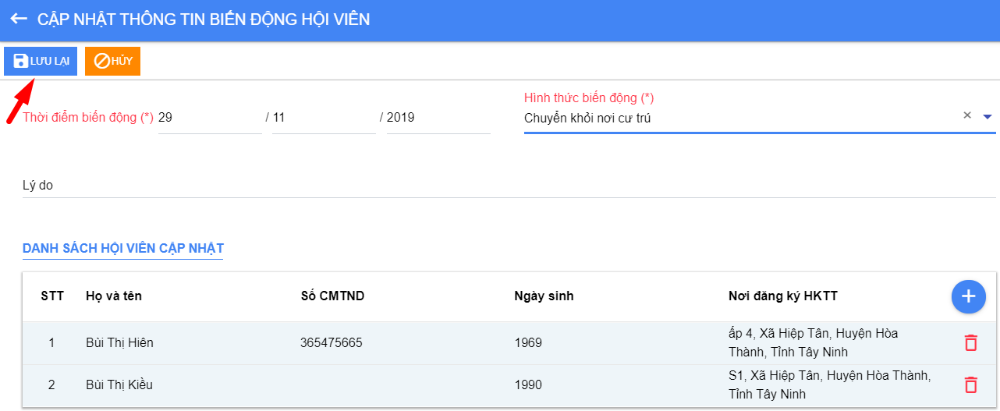 CẬP NHẬT THÔNG TIN BIẾN ĐỘNG HỘI VIÊN
LƯU LẠI HỦY
Hình thức biến động (*)
Thời điểm biến động (*) 29 / 11 / 2019 Chuyển khỏi nơi cư trú
Lý do
DANH SÁCH HỘI VIÊN CẬP NHẬT
STT Họ và tên Số CMTND Ngày sinh Nơi đăng ký HKTT
1 Bùi Thị Hiên 365475665 1969 ấp 4, Xã Hiệp Tân, Huyện Hòa
Thành, Tỉnh Tây Ninh
2 Bùi Thị Kiều 1990 S1, Xã Hiệp Tân, Huyện Hòa Thành,
Tỉnh Tây Ninh